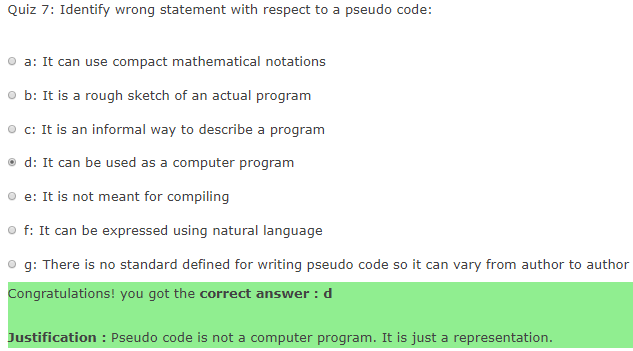 Quiz 7: Identify wrong statement with respect to a pseudo code:
a: It can use compact mathematical notations
b: It is a rough sketch of an actual program
c: It is an informal way to describe a program
d: It can be used as a computer program
e: It is not meant for compiling
f: It can be expressed using natural language
g: There is no standard defined for writing pseudo code so it can vary from author to author
Congratulations! you got the correct answer : d
Justification : Pseudo code is not a computer program. It is just a representation.